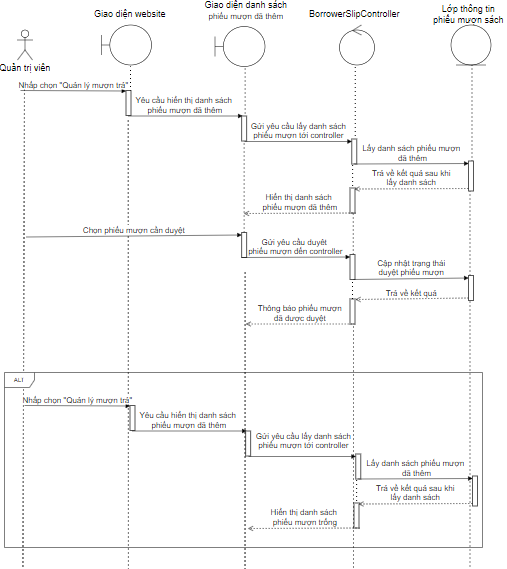 Giao diện website
Giao diện danh sách
phiếu mượn đã thêm
BorrowerSlipController
Lớp thông tin
phiếu mượn sách
Quản trị viên
Nhấp chọn "Quản lý mượn trả"
Yêu cầu hiển thị danh sách
phiếu mượn đã thêm
Gửi yêu cầu lấy danh sách
phiếu mượn tới controller
Lấy danh sách phiếu mượn
đã thêm
Trả về kết quả sau khi
lấy danh sách
Hiển thị danh sách
phiếu mượn đã thêm
Chọn phiếu mượn cần duyệt
Gửi yêu cầu duyệt
phiếu mượn đến controller
Cập nhật trạng thái
duyệt phiếu mượn
Trả về kết quả
Thông báo phiếu mượn
đã được duyệt
ALT
Nhấp chọn "Quản lý mượn trả"
Yêu cầu hiển thị danh sách
phiếu mượn đã thêm
Gửi yêu cầu lấy danh sách
phiếu mượn tới controller
Lấy danh sách phiếu mượn
đã thêm
Trả về kết quả sau khi
lấy danh sách
Hiển thị danh sách
phiếu mượn trống